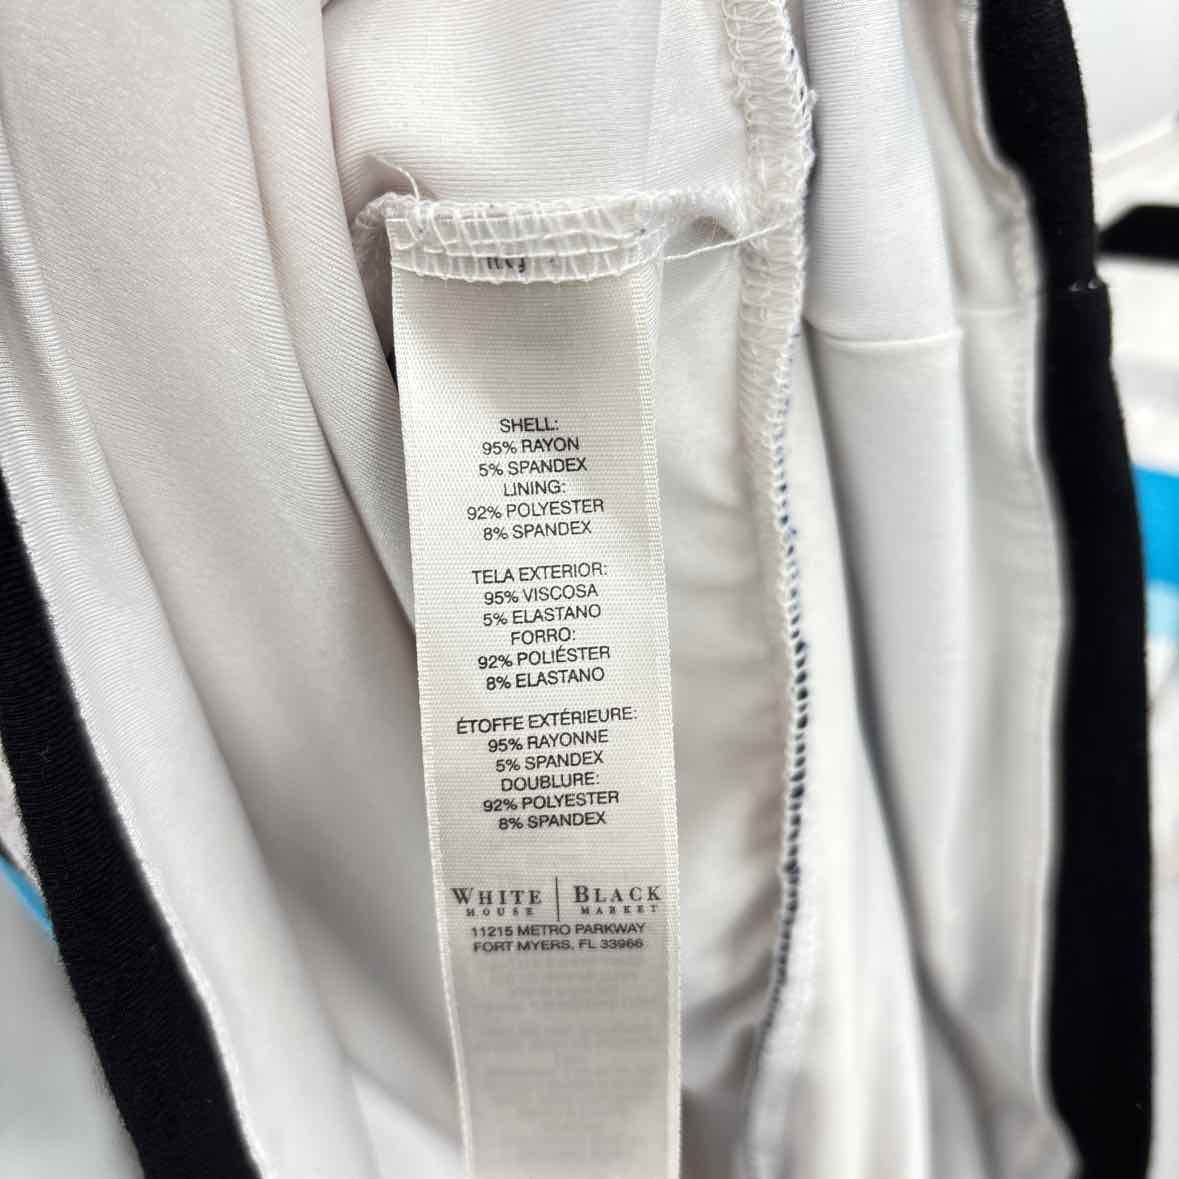 SHELL:
95% RAYON
5% SPANDEX
LINING:
92% POLYESTER
8% SPANDEX
TELA EXTERIOR:
95% VISCOSA
5% ELASTANO
FORRO:
92% POLIÉSTER
8% ELASTANO
ÉTOFFE EXTÉRIEURE:
95% RAYONNE
5% SPANDEX
DOUBLURE:
92% POLYESTER
8% SPANDEX
WHITE BLACK
HOUSE MARKET
11215 METRO PARKWAY
FORT MYERS, FL 33966